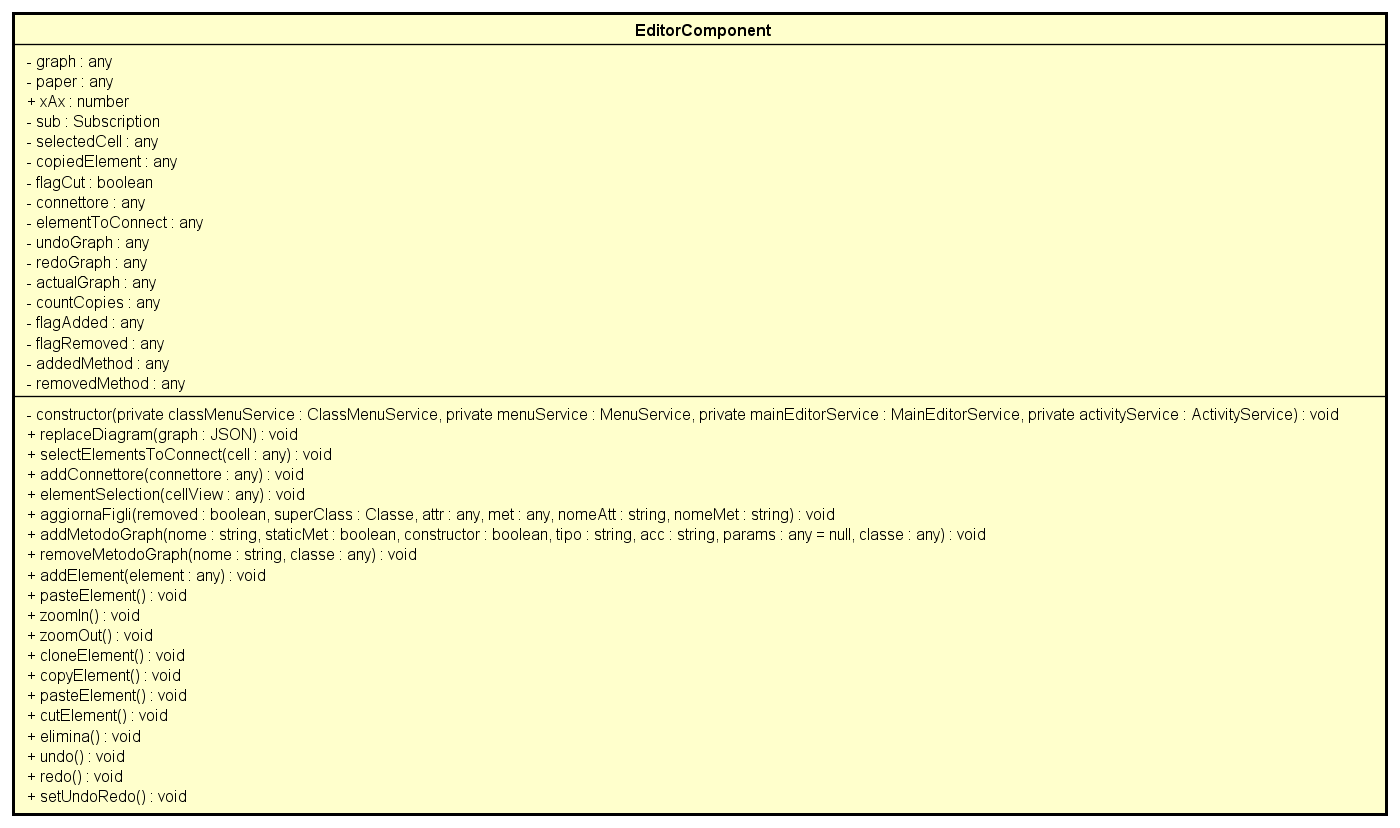 EditorComponent
- graph : any
- paper : any
+ xAx : number
- sub : Subscription
- selectedCell : any
- copiedElement : any
- flagCut : boolean
- connettore : any
- elementToConnect : any
- undoGraph : any
- redoGraph : any
- actualGraph : any
- countCopies : any
- flagAdded : any
- flagRemoved : any
- addedMethod : any
- removedMethod : any
- constructor(private classMenuService : ClassMenuService, private menuService : MenuService, private mainEditorService : MainEditorService, private activityService : ActivityService) : void
+ replaceDiagram(graph : JSON) : void
+ selectElementsToConnect(cell : any) : void
+ addConnettore(connettore : any) : void
+ elementSelection(cellView : any) : void
+ aggiornaFigli(removed : boolean, superClass : Classe, attr : any, met : any, nomeAtt : string, nomeMet : string) : void
+ addMetodoGraph(nome : string, staticMet : boolean, constructor : boolean, tipo : string, acc : string, params : any = null, classe : any) : void
+ removeMetodoGraph(nome : string, classe : any) : void
+ addElement(element : any) : void
+ pasteElement() : void
+ zoomIn() : void
+ zoomOut() : void
+ cloneElement() : void
+ copyElement() : void
+ pasteElement() : void
+ cutElement() : void
+ elimina() : void
+ undo() : void
+ redo() : void
+ setUndoRedo() : void